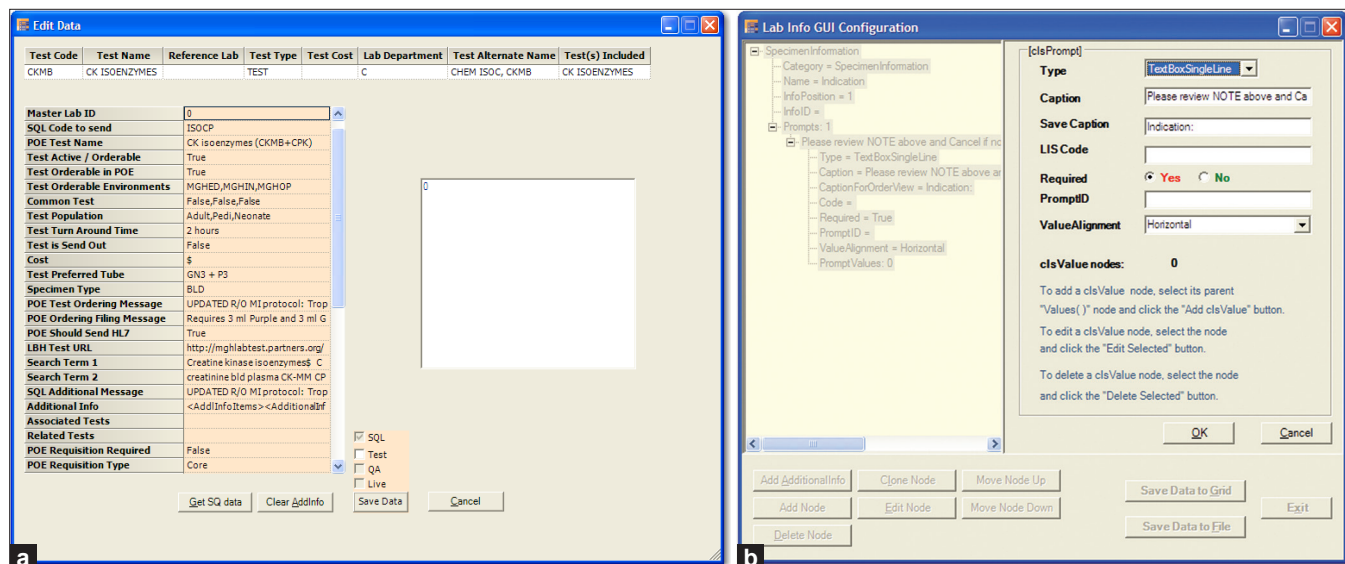 Edit Data
Test Code Test Name Reference Lab Test Type Test Cost Lab Department Test Alternate Name Test(s) Included
CKMB CK ISOENZYMES TEST C CHEM ISOC, CKMB CK ISOENZYMES
Master Lab ID 0
SQL Code to send ISOCP
POE Test Name CK isoenzymes (CKMB+CPK)
Test Active / Orderable True
Test Orderable in POE True
Test Orderable Environments MGHED,MGHIN,MGHOP
Common Test False,False,False
Test Population Adult,Pedi,Neonate
Test Turn Around Time 2 hours
Test is Send Out False
Cost $
Test Preferred Tube GN3 + P3
Specimen Type BLD
POE Test Ordering Message UPDATED R/O MI protocol: Trop
POE Ordering Filing Message Requires 3 ml Purple and 3 ml G
POE Should Send HL7 True
LBH Test URL http://mghlabtest.partners.org/
Search Term 1 Creatine kinase isoenzymes$ C
Search Term 2 creatinine bld plasma CK-MM CP
SQL Additional Message UPDATED R/O MI protocol: Trop
Additional Info <AddlInfoItems><AdditionalInf
Associated Tests
Related Tests
POE Requisition Required False
POE Requisition Type Core
0
SQL
Test
QA
Live
Get SQ data Clear AddInfo Save Data Cancel
a
Lab Info GUI Configuration
SpecimenInformation
Category = SpecimenInformation
Name = Indication
InfoPosition = 1
InfoID =
Prompts: 1
Please review NOTE above and Cancel if no
Type = TextBoxSingleLine
Caption = Please review NOTE above ar
CaptionForOrderView = Indication:
Code =
Required = True
PromptID =
ValueAlignment = Horizontal
PromptValues: 0
[clsPrompt]
Type TextBoxSingleLine
Caption Please review NOTE above and Ca
Save Caption Indication:
LIS Code
Required Yes No
PromptID
ValueAlignment Horizontal
clsValue nodes: 0
To add a clsValue node, select its parent
"Values( )" node and click the "Add clsValue" button.
To edit a clsValue node, select the node
and click the "Edit Selected" button.
To delete a clsValue node, select the node
and click the "Delete Selected" button.
OK Cancel
Add AdditionalInfo Clone Node Move Node Up
Add Node Edit Node Move Node Down
Delete Node
Save Data to Grid
Save Data to File
Exit
b